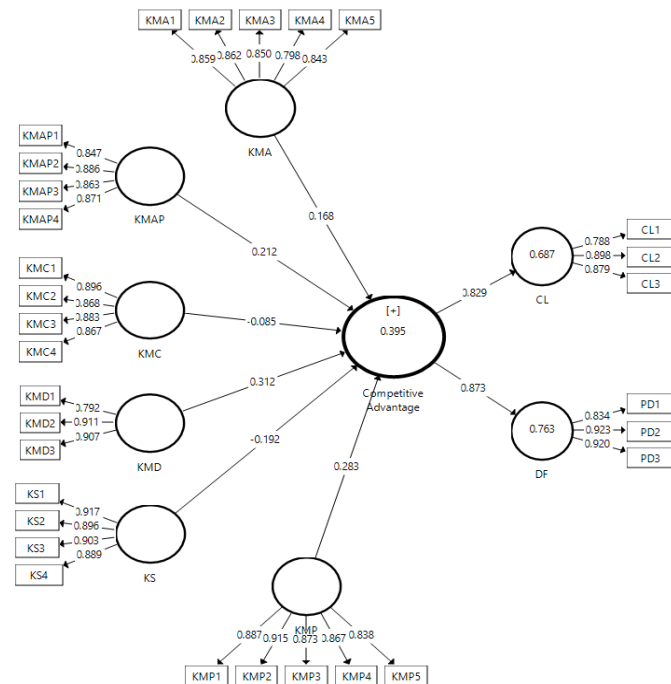 KMA1 KMA2 KMA3 KMA4 KMA5
0.859 0.862 0.850 0.798 0.843
KMA
KMAP1
KMAP2
KMAP3
KMAP4
0.847
0.886
0.863
0.871
KMAP
0.168
0.212
KMC1
KMC2
KMC3
KMC4
0.896
0.868
0.883
0.867
KMC
-0.085
[+]
0.395
Competitive
Advantage
0.829
0.687
CL
0.788
0.898
0.879
CL1
CL2
CL3
KMD1
KMD2
KMD3
0.792
0.911
0.907
KMD
0.312
0.873
0.763
DF
0.834
0.923
0.920
PD1
PD2
PD3
KS1
KS2
KS3
KS4
0.917
0.896
0.903
0.889
KS
-0.192
0.283
KMP
0.887 0.915 0.873 0.867 0.838
KMP1 KMP2 KMP3 KMP4 KMP5